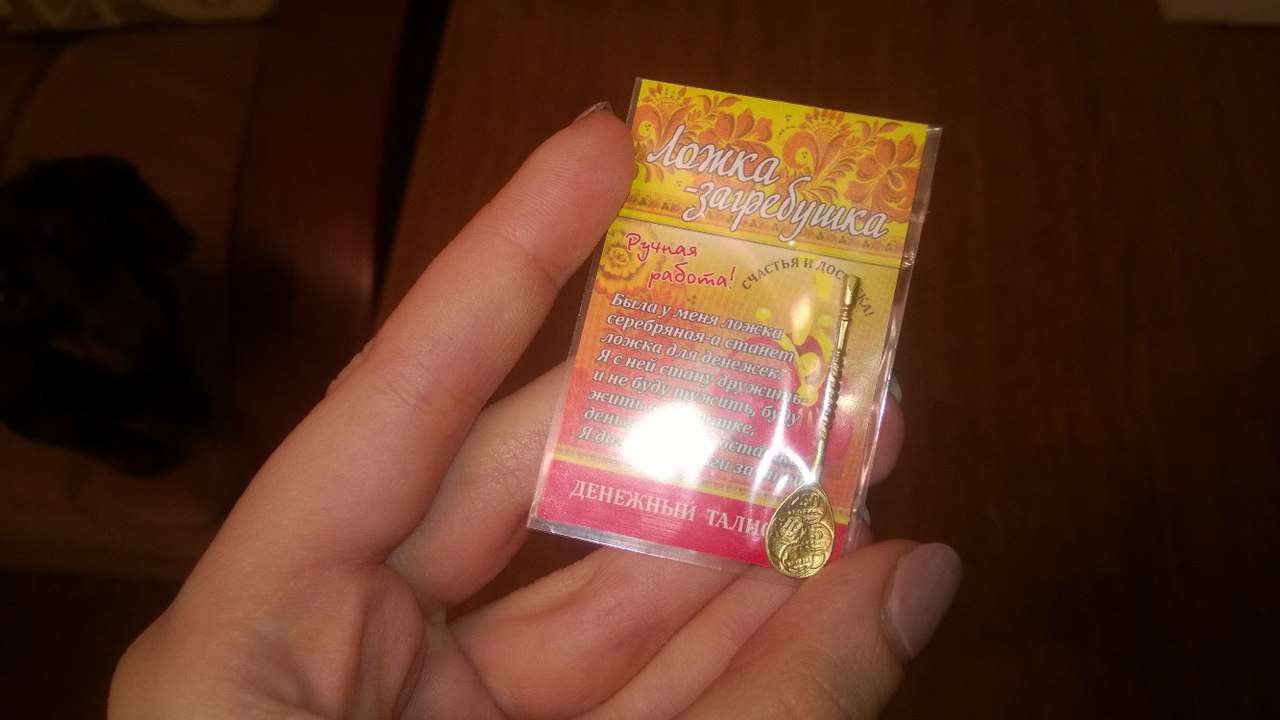 Ложка
-загребушка
Ручная
работа!
СЧАСТЬЯ И
Была у меня ложка
серебряная-а станет
ложка для денежек.
Я с ней стану дружить-
и не буду тужить, буду
жить
Я
ДЕНЕЖНЫЙ